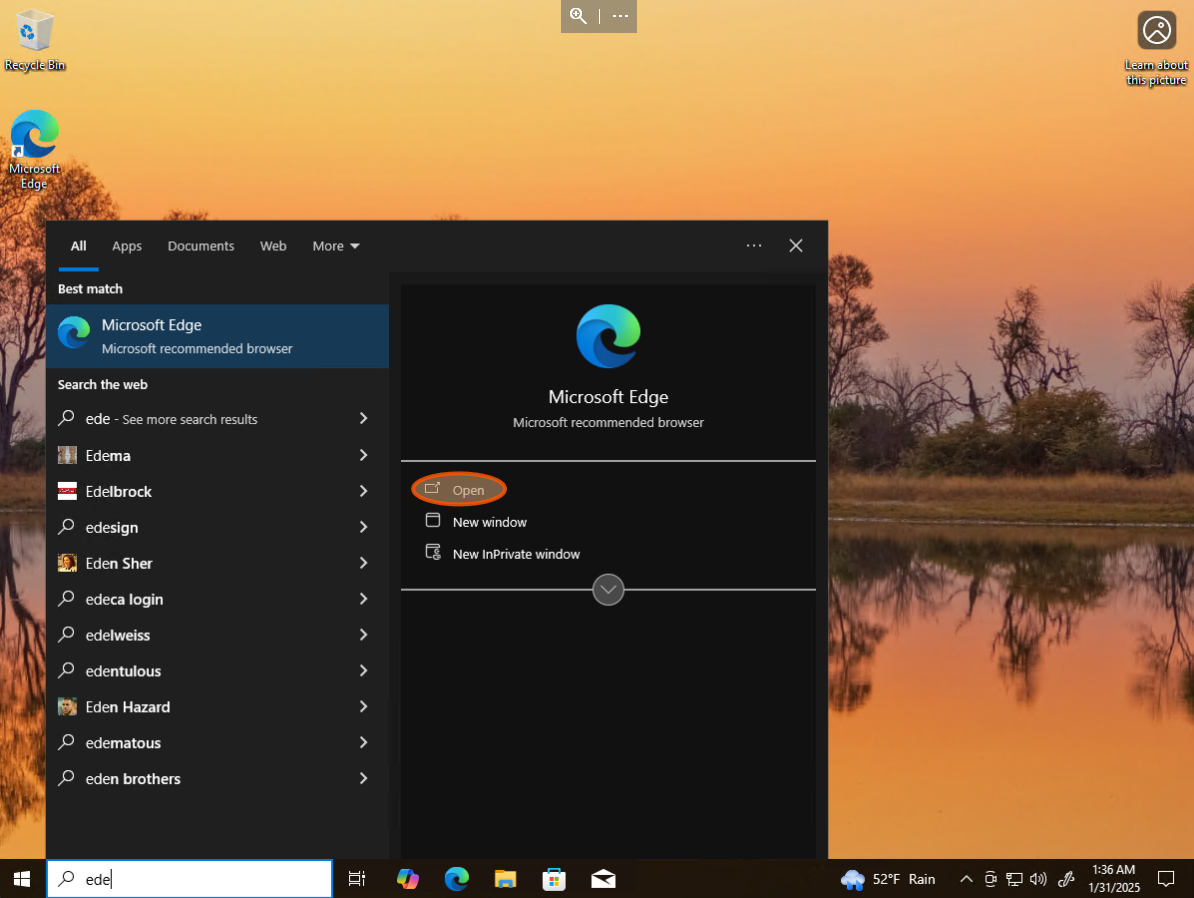 Recycle Bin
Learn about
this picture
Microsoft
Edge
All Apps Documents Web More
Best match
Microsoft Edge
Microsoft recommended browser
Search the web
ede - See more search results
Edema
Edelbrock
edesign
Eden Sher
edeca login
edelweiss
edentulous
Eden Hazard
edematous
eden brothers
Microsoft Edge
Microsoft recommended browser
Open
New window
New InPrivate window
ede
52°F Rain
1:36 AM
1/31/2025